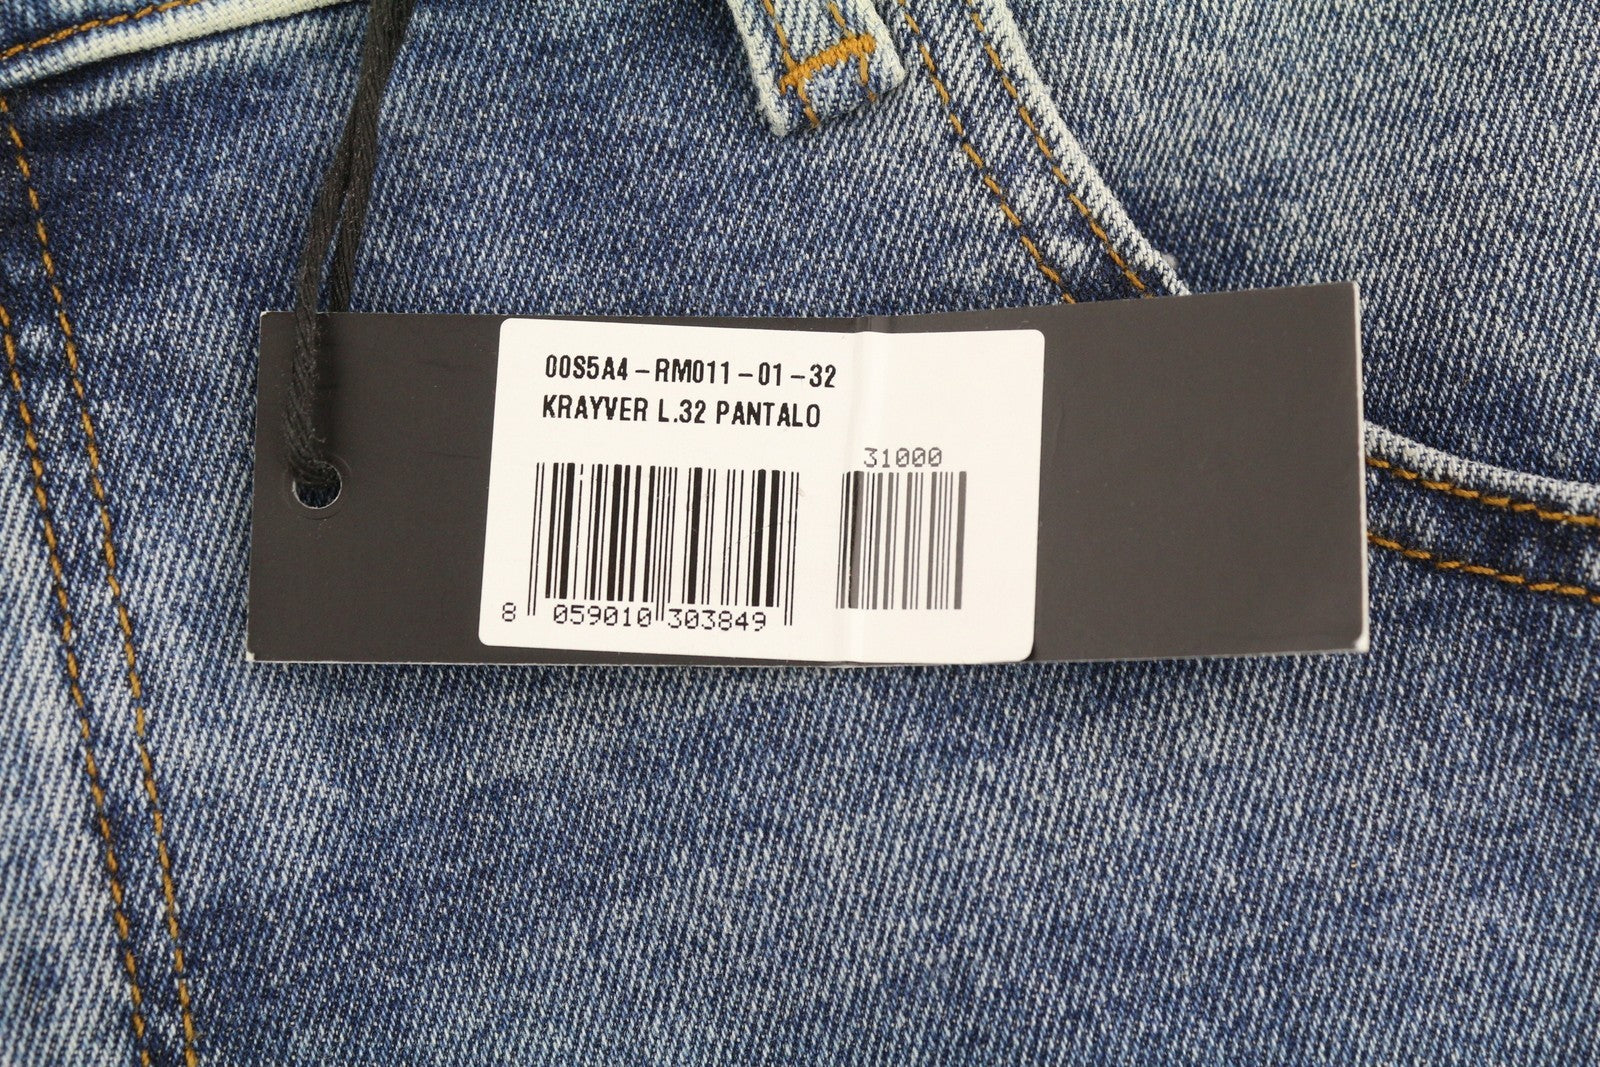 00S5A4-RM011-01-32
KRAYVER L.32 PANTALO
31000
8 059010 303849